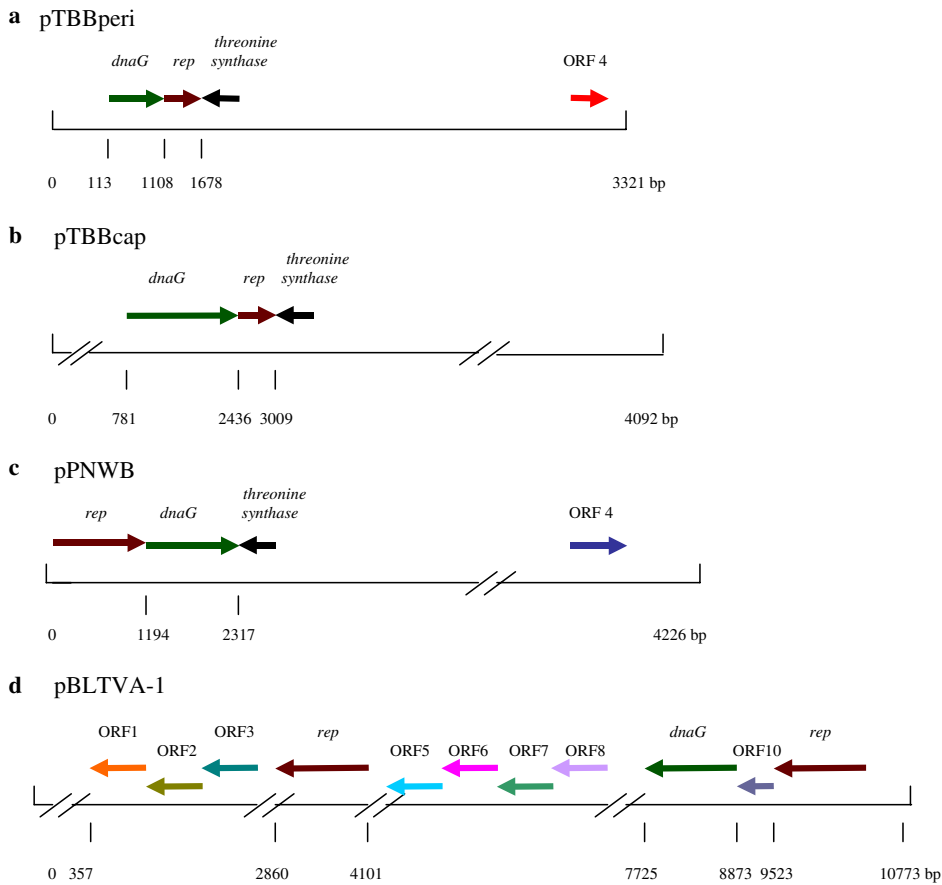 a pTBBperi
threonine
dnaG rep synthase ORF 4
0 113 1108 1678 3321 bp
b pTBBcap
threonine
dnaG rep synthase
0 781 2436 3009 4092 bp
c pPNWB
threonine
rep dnaG synthase ORF 4
0 1194 2317 4226 bp
d pBLTVA-1
ORF1 ORF3 rep dnaG rep
ORF2 ORF5 ORF6 ORF7 ORF8 ORF10
0 357 2860 4101 7725 8873 9523 10773 bp